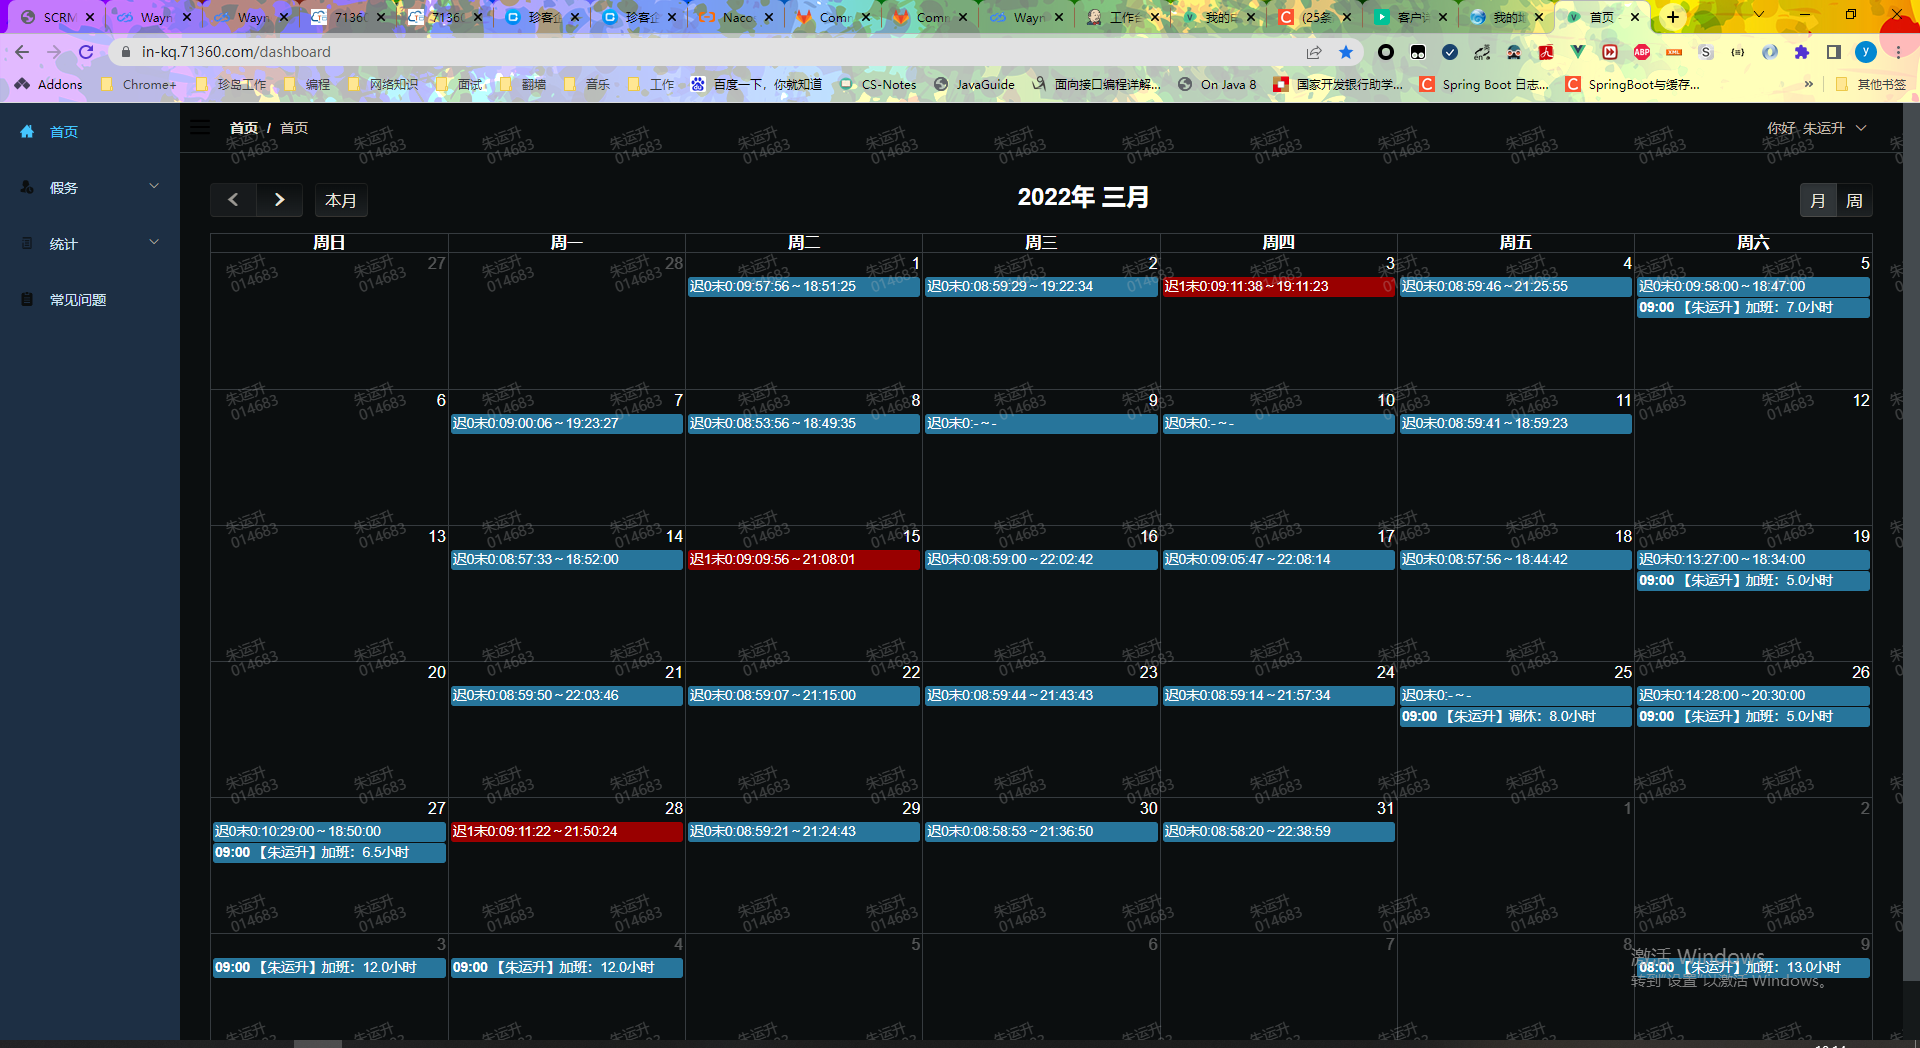 SCRM
Wayn
Wayn
7136(
7136(
珍客企
珍客企
Naco
Comm
Comm
Wayn
工作台
(25条
首页
in-kq.71360.com/dashboard
Addons
Chrome+
珍岛工作
编程
网络知识
面试
翻墙
音乐
工作
百度一下，你就知道
CS-Notes
JavaGuide
面向接口编程详解...
On Java 8
国家开发银行助学...
Spring Boot 日志...
SpringBoot与缓存...
»
其他书签
首页
假务
统计
常见问题
首页 / 首页
你好 朱运升
本月
2022年 三月
月 周
周日 周一 周二 周三 周四 周五 周六
27 28 1 2 3 4 5
迟0未0:09:57:56～18:51:25
迟0未0:08:59:29～19:22:34
迟1未0:09:11:38～19:11:23
迟0未0:08:59:46～21:25:55
迟0未0:09:58:00～18:47:00
09:00 【朱运升】加班：7.0小时
6 7 8 9 10 11 12
迟0未0:09:00:06～19:23:27
迟0未0:08:53:56～18:49:35
迟0未0:-～-
迟0未0:-～-
迟0未0:08:59:41～18:59:23
13 14 15 16 17 18 19
迟0未0:08:57:33～18:52:00
迟1未0:09:09:56～21:08:01
迟0未0:08:59:00～22:02:42
迟0未0:09:05:47～22:08:14
迟0未0:08:57:56～18:44:42
迟0未0:13:27:00～18:34:00
09:00 【朱运升】加班：5.0小时
20 21 22 23 24 25 26
迟0未0:08:59:50～22:03:46
迟0未0:08:59:07～21:15:00
迟0未0:08:59:44～21:43:43
迟0未0:08:59:14～21:57:34
迟0未0:-～-
09:00 【朱运升】调休：8.0小时
迟0未0:14:28:00～20:30:00
09:00 【朱运升】加班：5.0小时
27 28 29 30 31 1 2
迟0未0:10:29:00～18:50:00
09:00 【朱运升】加班：6.5小时
迟1未0:09:11:22～21:50:24
迟0未0:08:59:21～21:24:43
迟0未0:08:58:53～21:36:50
迟0未0:08:58:20～22:38:59
3 4 5 6 7 8 9
09:00 【朱运升】加班：12.0小时
09:00 【朱运升】加班：12.0小时
08:00 【朱运升】加班：13.0小时
激活 Windows
转到"设置"以激活 Windows。
朱运升
014683